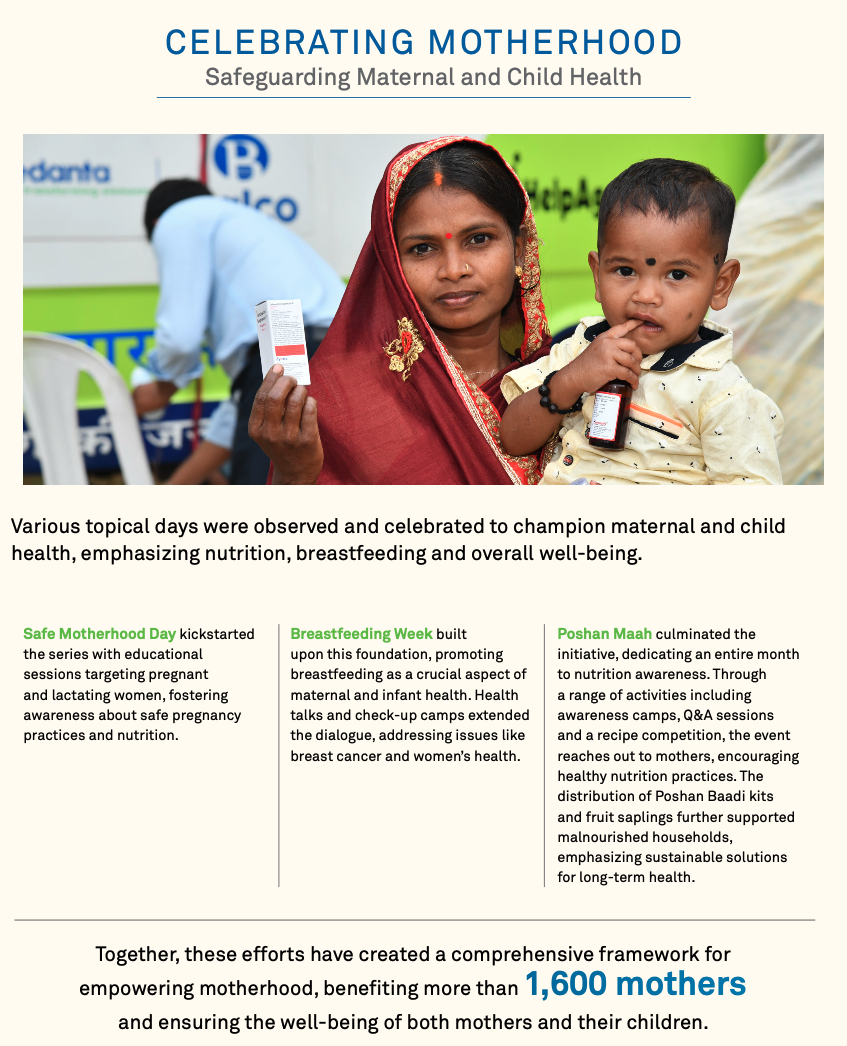 CELEBRATING MOTHERHOOD
Safeguarding Maternal and Child Health
edanta
B
lco
HelpAg
की जन
Various topical days were observed and celebrated to champion maternal and child
health, emphasizing nutrition, breastfeeding and overall well-being.
Safe Motherhood Day kickstarted
the series with educational
sessions targeting pregnant
and lactating women, fostering
awareness about safe pregnancy
practices and nutrition.
Breastfeeding Week built
upon this foundation, promoting
breastfeeding as a crucial aspect of
maternal and infant health. Health
talks and check-up camps extended
the dialogue, addressing issues like
breast cancer and women’s health.
Poshan Maah culminated the
initiative, dedicating an entire month
to nutrition awareness. Through
a range of activities including
awareness camps, Q&A sessions
and a recipe competition, the event
reaches out to mothers, encouraging
healthy nutrition practices. The
distribution of Poshan Baadi kits
and fruit saplings further supported
malnourished households,
emphasizing sustainable solutions
for long-term health.
Together, these efforts have created a comprehensive framework for
empowering motherhood, benefiting more than 1,600 mothers
and ensuring the well-being of both mothers and their children.